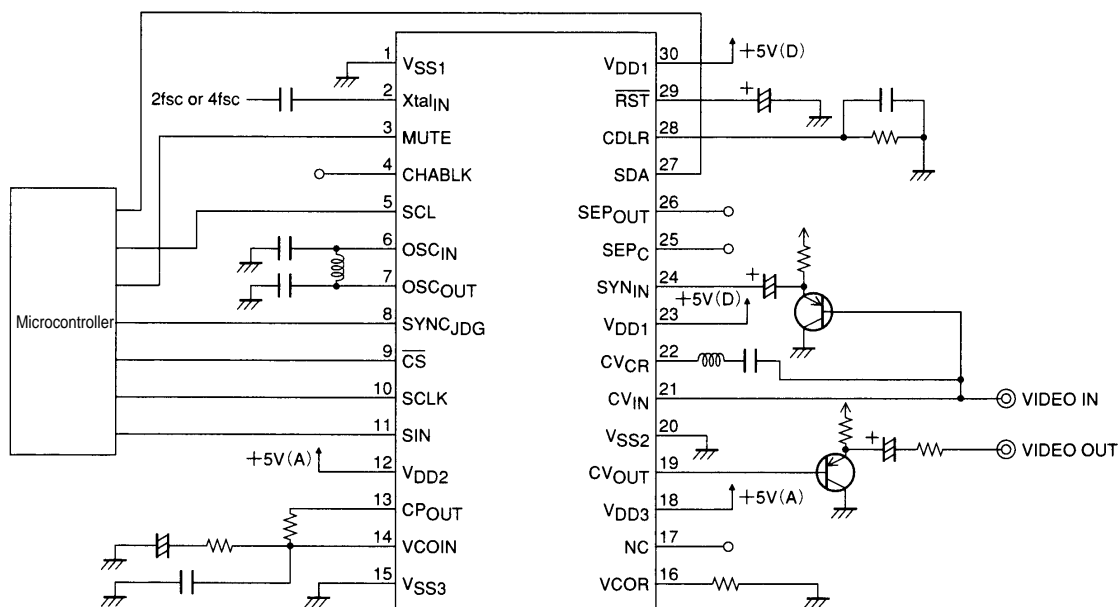 1 VSS1
2fsc or 4fsc 2 XtalIN
3 MUTE
4 CHABLK
5 SCL
6 OSCIN
7 OSCOUT
Microcontroller
8 SYNCJDG
9 CS
10 SCLK
11 SIN
+5V(A)
12 VDD2
13 CPOUT
14 VCOIN
15 VSS3
VDD1 30 +5V(D)
RST 29 +
CDLR 28
SDA 27
SEPOUT 26
SEPC 25
SYNIN 24 +
+5V(D)
VDD1 23
CVCR 22
CVIN 21 VIDEO IN
VSS2 20
+ VIDEO OUT
CVOUT 19
+5V(A)
VDD3 18
NC 17
VCOR 16